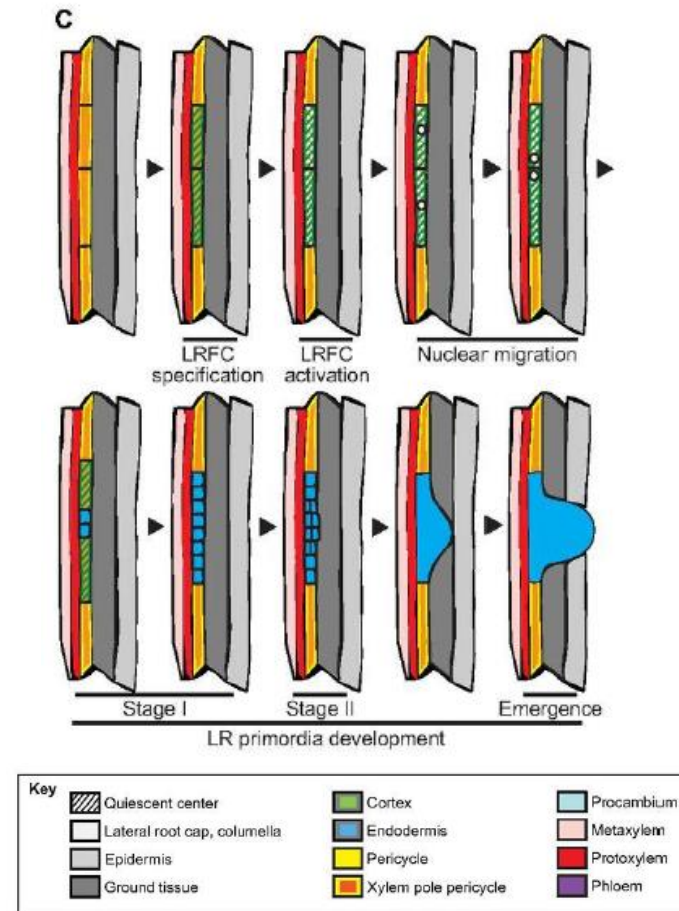 C
LRFC
specification
LRFC
activation
Nuclear migration
Stage I
Stage II
Emergence
LR primordia development
Key
Quiescent center
Lateral root cap, columella
Epidermis
Ground tissue
Cortex
Endodermis
Pericycle
Xylem pole pericycle
Procambium
Metaxylem
Protoxylem
Phloem